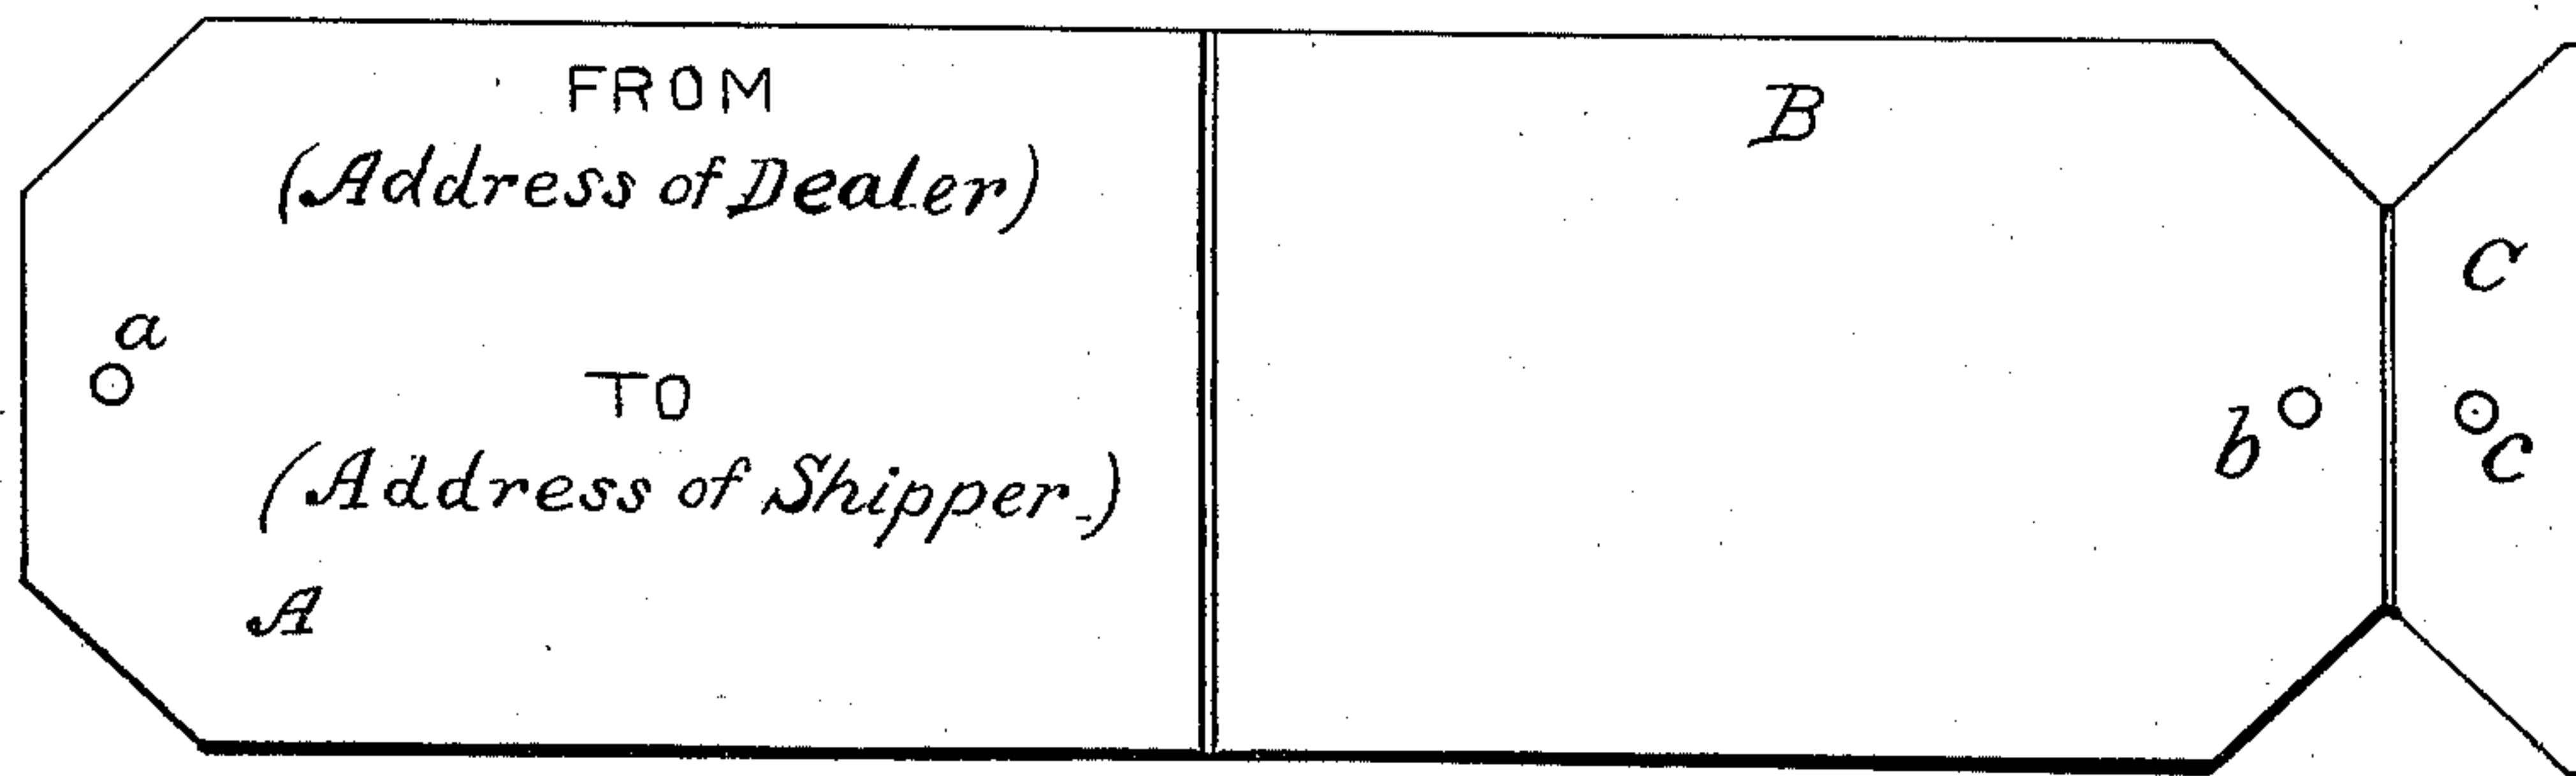 FROM
(Address of Dealer)
a
TO
(Address of Shipper.)
A
B
b
C
c